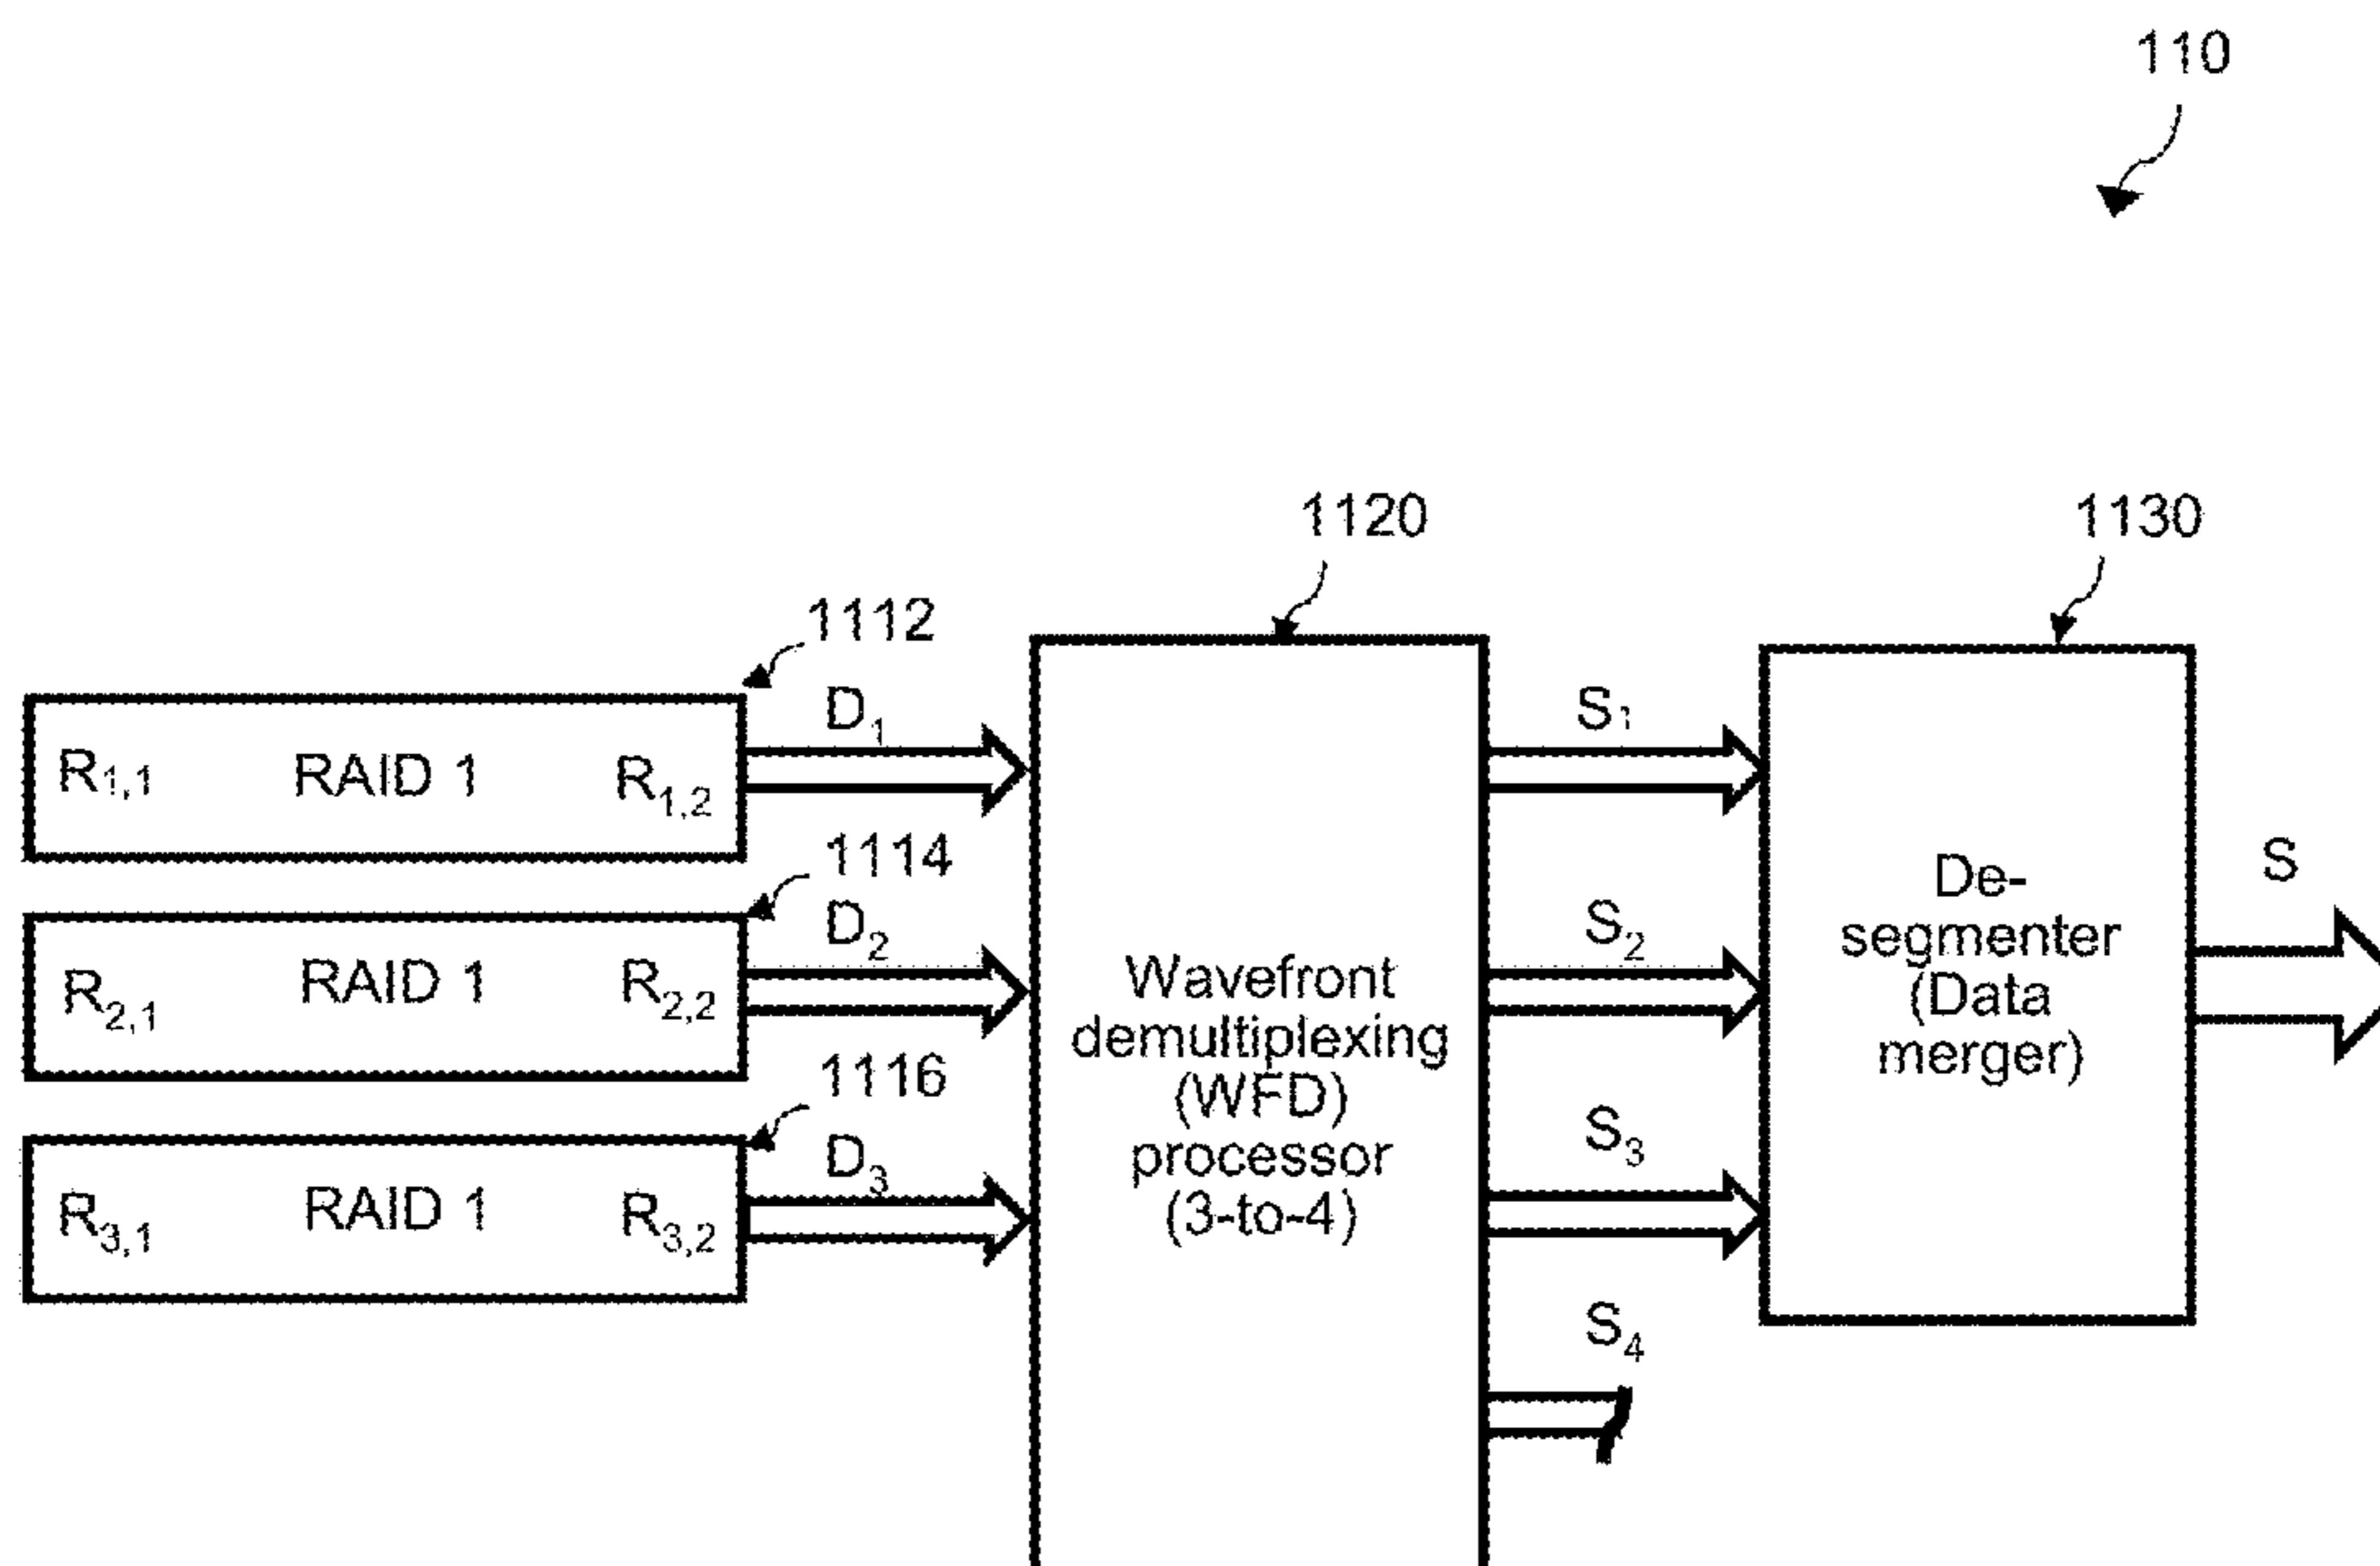 110
1120
1130
1112
D1
S1
R1,1 RAID 1 R1,2
1114
D2
S2
S
De-
segmenter
(Data
merger)
R2,1 RAID 1 R2,2
Wavefront
demultiplexing
(WFD)
processor
(3-to-4)
1116
D3
S3
R3,1 RAID 1 R3,2
S4